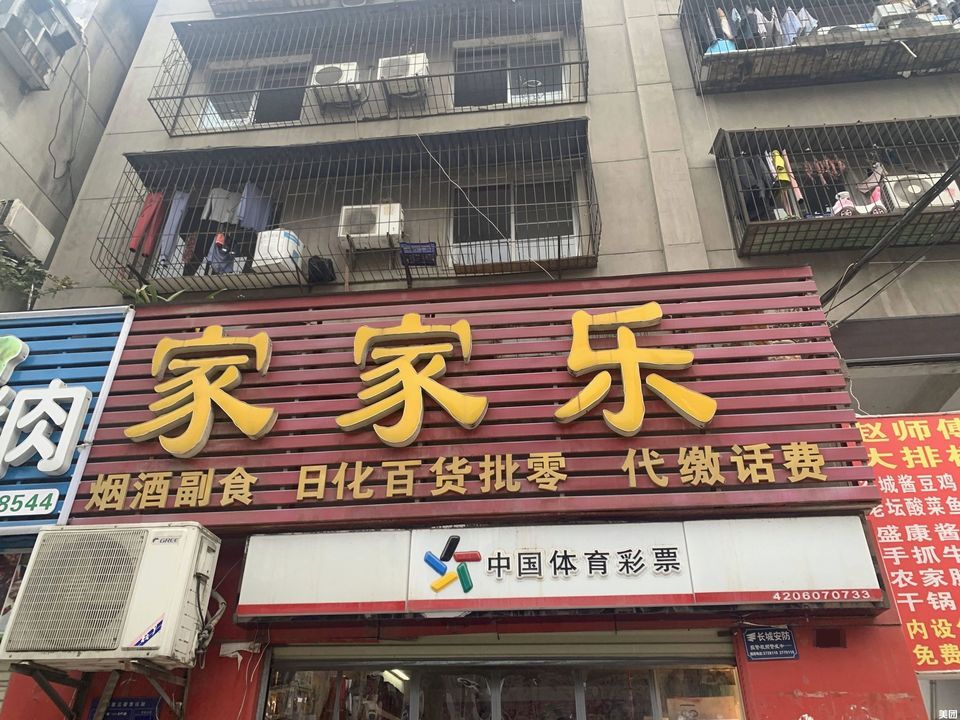 家家乐
烟酒副食 日化百货批零 代缴话费
中国体育彩票
4206070733
肉
8544
GREE
长城安防
赵师傅
大排档
城酱豆鸡
老坛酸菜鱼
盛康酱
手抓牛
农家
干锅
内设
免费
美团